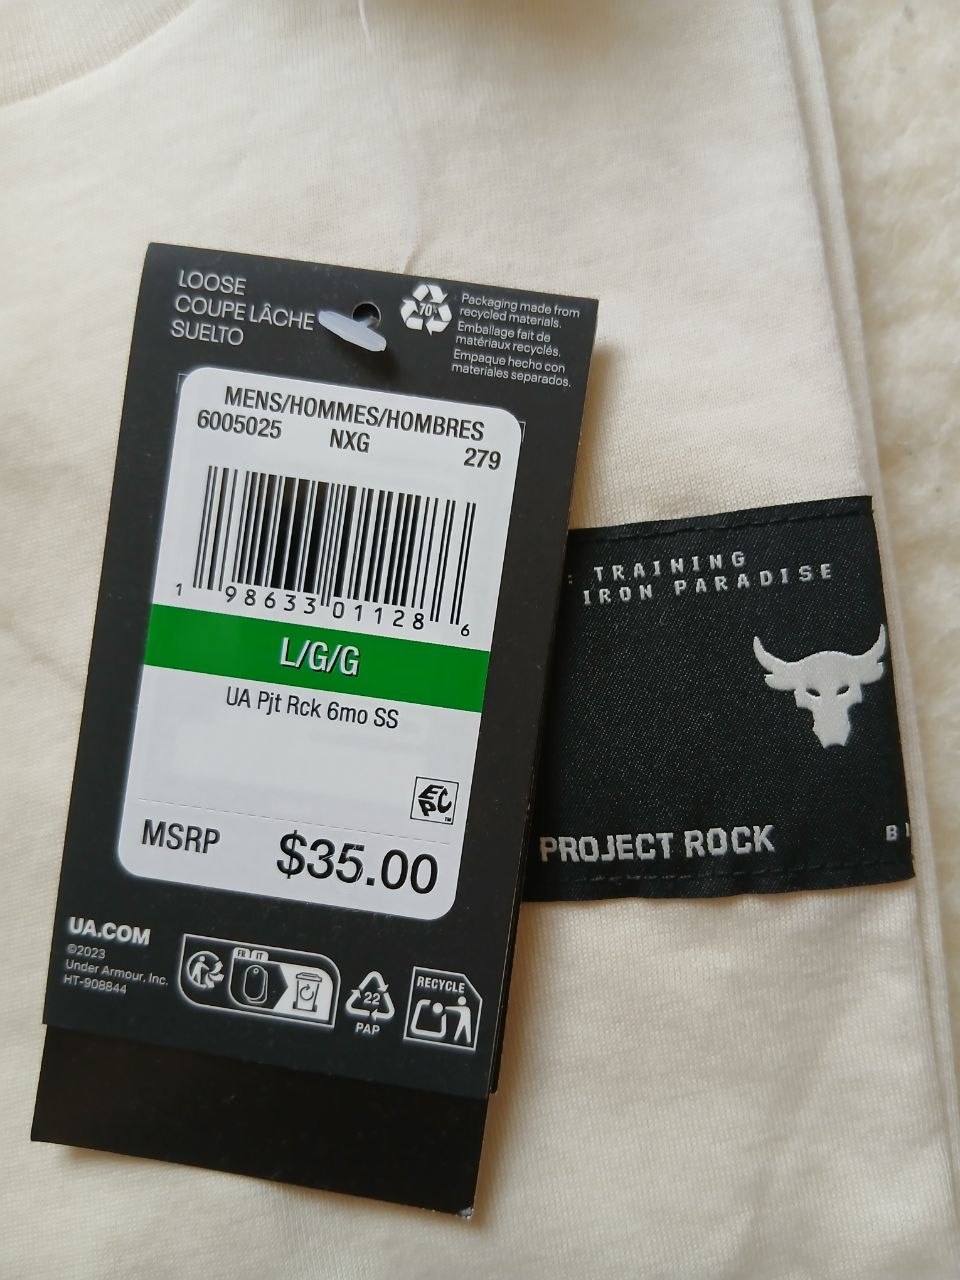 LOOSE
COUPE LÂCHE
SUELTO
70%
Packaging made from
recycled materials.
Emballage fait de
matériaux recyclés.
Empaque hecho con
materiales separados.
MENS/HOMMES/HOMBRES
6005025 NXG 279
1 98633 01128 6
L/G/G
UA Pjt Rck 6mo SS
EPC™
MSRP $35.00
UA.COM
©2023
Under Armour, Inc.
HT-908844
FR IT
22
PAP
RECYCLE
: TRAINING
IRON PARADISE
PROJECT ROCK
B